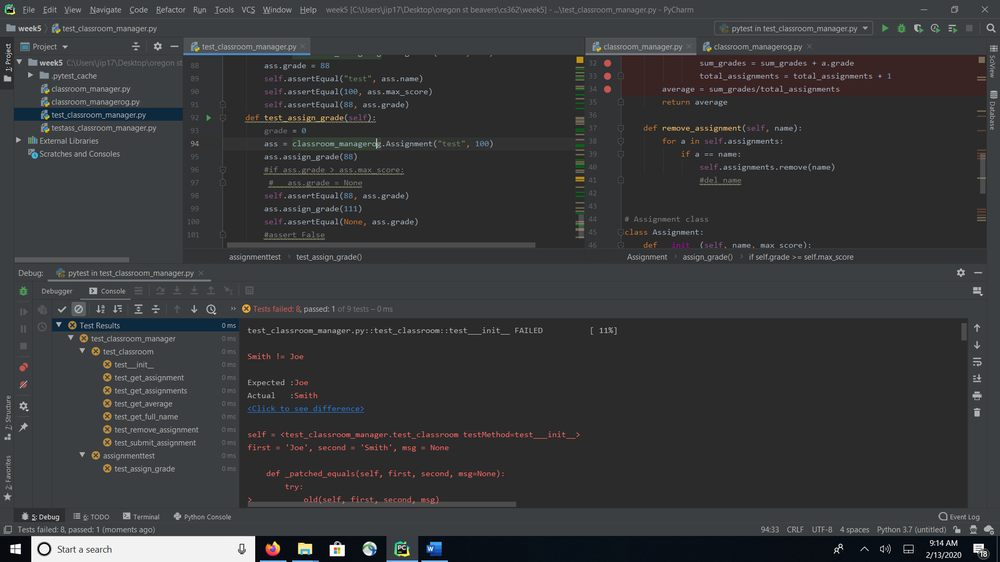 File Edit View Navigate Code Refactor Run Tools VCS Window Help week5 [C:\Users\jip17\Desktop\oregon st beavers\cs362\week5] - ...\test_classroom_manager.py - PyCharm
week5 test_classroom_manager.py
pytest in test_classroom_manager.py
1: Project
Project
week5 C:\Users\jip17\Desktop\oregon st
.pytest_cache
classroom_manager.py
classroom_managerog.py
test_classroom_manager.py
testass_classroom_manager.py
External Libraries
Scratches and Consoles
test_classroom_manager.py
88 ass.grade = 88
89 self.assertEqual("test", ass.name)
90 self.assertEqual(100, ass.max_score)
91 self.assertEqual(88, ass.grade)
92 def test_assign_grade(self):
93 grade = 0
94 ass = classroom_managerog.Assignment("test", 100)
95 ass.assign_grade(88)
96 #if ass.grade > ass.max_score:
97 #   ass.grade = None
98 self.assertEqual(88, ass.grade)
99 ass.assign_grade(111)
100 self.assertEqual(None, ass.grade)
101 #assert False
assignmenttest test_assign_grade()
classroom_manager.py classroom_managerog.py
32 sum_grades = sum_grades + a.grade
33 total_assignments = total_assignments + 1
34 average = sum_grades/total_assignments
35 return average
36
37 def remove_assignment(self, name):
38 for a in self.assignments:
39 if a == name:
40 self.assignments.remove(name)
41 #del name
42
43
44 # Assignment class
45 class Assignment:
46 def __init__(self, name, max_score):
Assignment assign_grade() if self.grade >= self.max_score
SciView
Database
Debug: pytest in test_classroom_manager.py
Debugger Console
Tests failed: 8, passed: 1 of 9 tests – 0 ms
Test Results 0 ms
test_classroom_manager 0 ms
test_classroom 0 ms
test__init__ 0 ms
test_get_assignment 0 ms
test_get_assignments 0 ms
test_get_average 0 ms
test_get_full_name 0 ms
test_remove_assignment 0 ms
test_submit_assignment 0 ms
assignmenttest 0 ms
test_assign_grade 0 ms
test_classroom_manager.py::test_classroom::test___init__ FAILED [ 11%]
Smith != Joe
Expected :Joe
Actual   :Smith
<Click to see difference>
self = <test_classroom_manager.test_classroom testMethod=test___init__>
first = 'Joe', second = 'Smith', msg = None
def _patched_equals(self, first, second, msg=None):
try:
> old(self, first, second, msg)
7: Structure
2: Favorites
5: Debug 6: TODO Terminal Python Console Event Log
Tests failed: 8, passed: 1 (moments ago) 94:33 CRLF UTF-8 4 spaces Python 3.7 (untitled)
Start a search
9:14 AM
2/13/2020
18